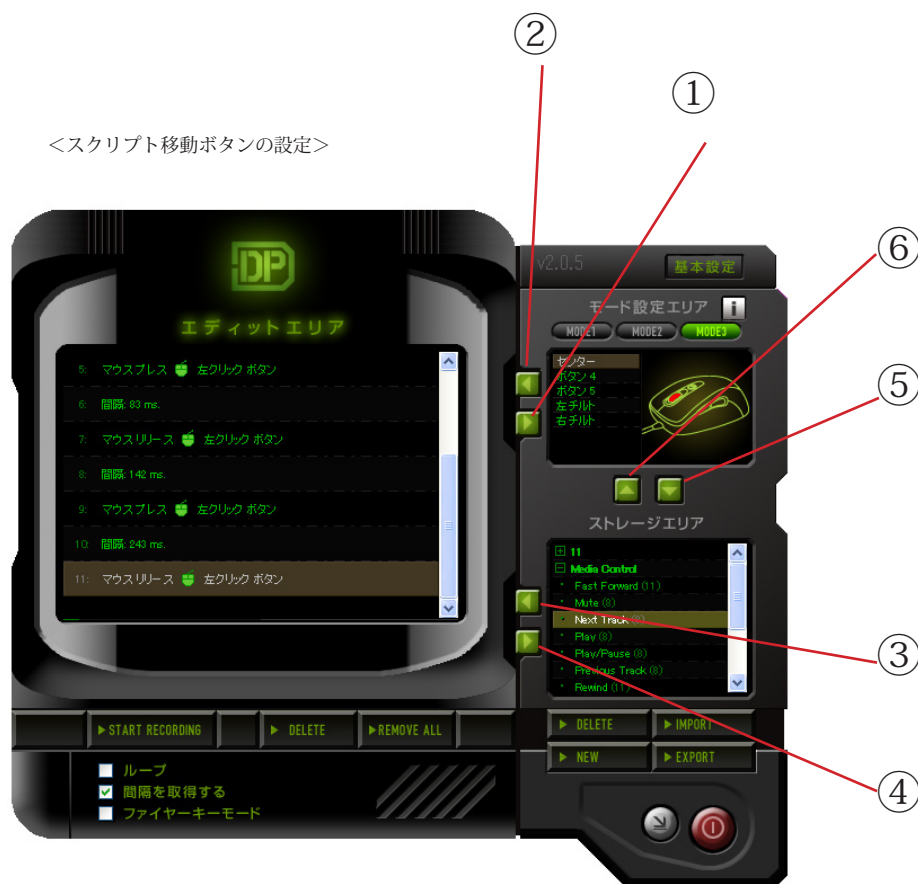 ②
①
＜スクリプト移動ボタンの設定＞
DP
エディットエリア
5: マウスプレス 左クリック ボタン
6: 間隔: 83 ms.
7: マウスリリース 左クリック ボタン
8: 間隔: 142 ms.
9: マウスプレス 左クリック ボタン
10: 間隔: 243 ms.
11: マウスリリース 左クリック ボタン
▶START RECORDING
▶ DELETE
▶REMOVE ALL
ループ
間隔を取得する
ファイヤーキーモード
v2.0.5
基本設定
⑥
モード設定エリア i
MODE1 MODE2 MODE3
センター
ボタン 4
ボタン 5
左チルト
右チルト
⑤
ストレージエリア
11
Media Control
Fast Forward (11)
Mute (8)
Next Track (8)
Play (8)
Play/Pause (8)
Previous Track (8)
Rewind (11)
③
▶ DELETE ▶ IMPORT
▶ NEW ▶ EXPORT
④